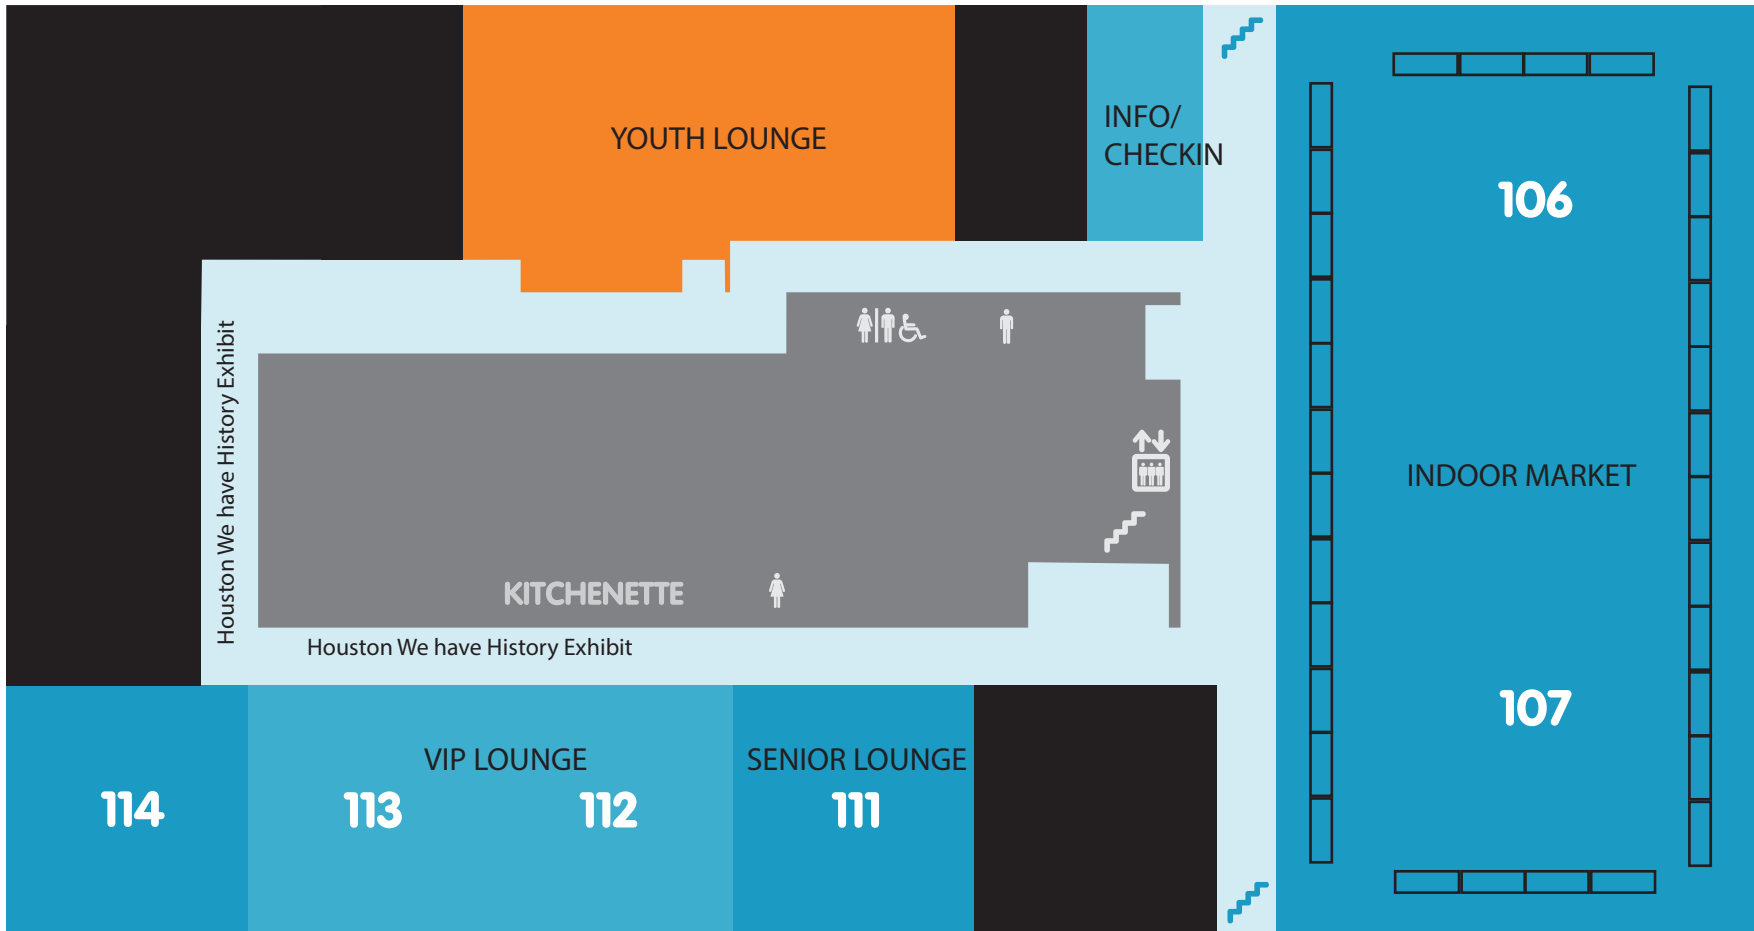 YOUTH LOUNGE
INFO/
CHECKIN
106
Houston We have History Exhibit
INDOOR MARKET
KITCHENETTE
Houston We have History Exhibit
107
VIP LOUNGE
SENIOR LOUNGE
114
113
112
111